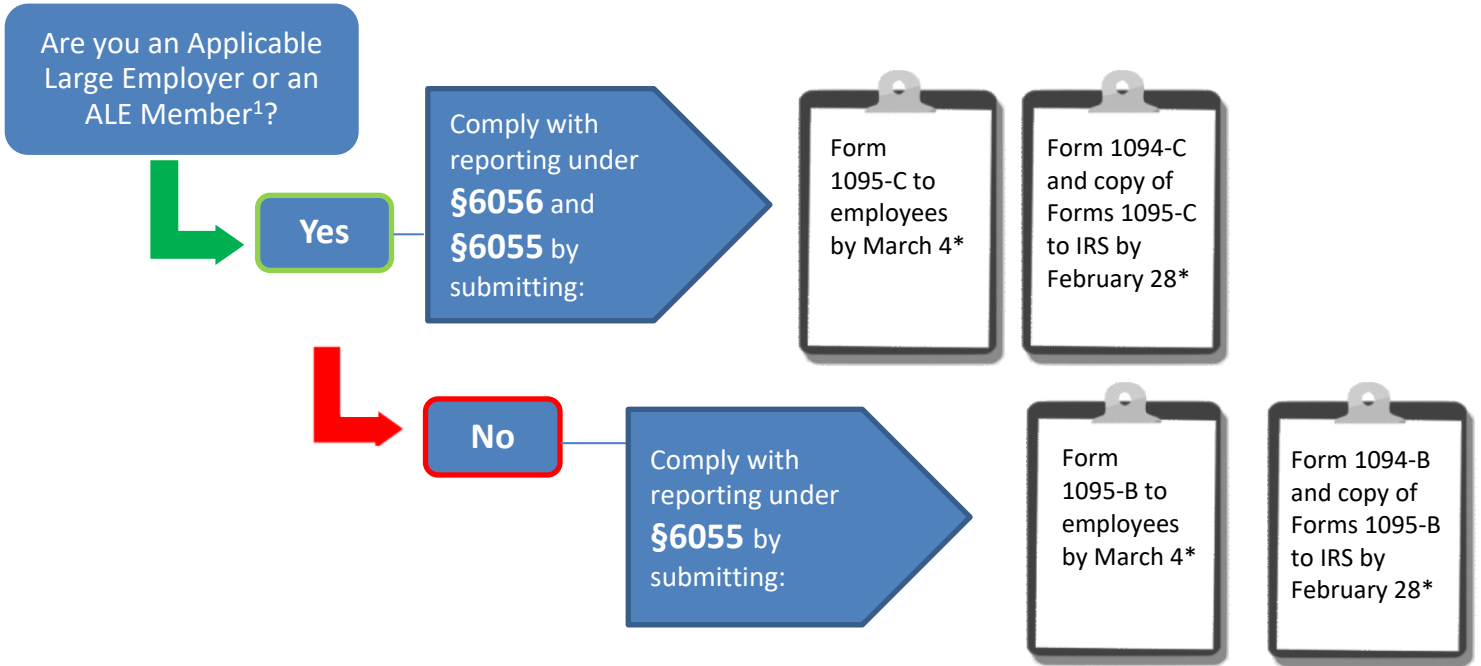 Are you an Applicable
Large Employer or an
ALE Member¹?
Yes
Comply with
reporting under
§6056 and
§6055 by
submitting:
Form
1095-C to
employees
by March 4*
Form 1094-C
and copy of
Forms 1095-C
to IRS by
February 28*
No
Comply with
reporting under
§6055 by
submitting:
Form
1095-B to
employees
by March 4*
Form 1094-B
and copy of
Forms 1095-B
to IRS by
February 28*